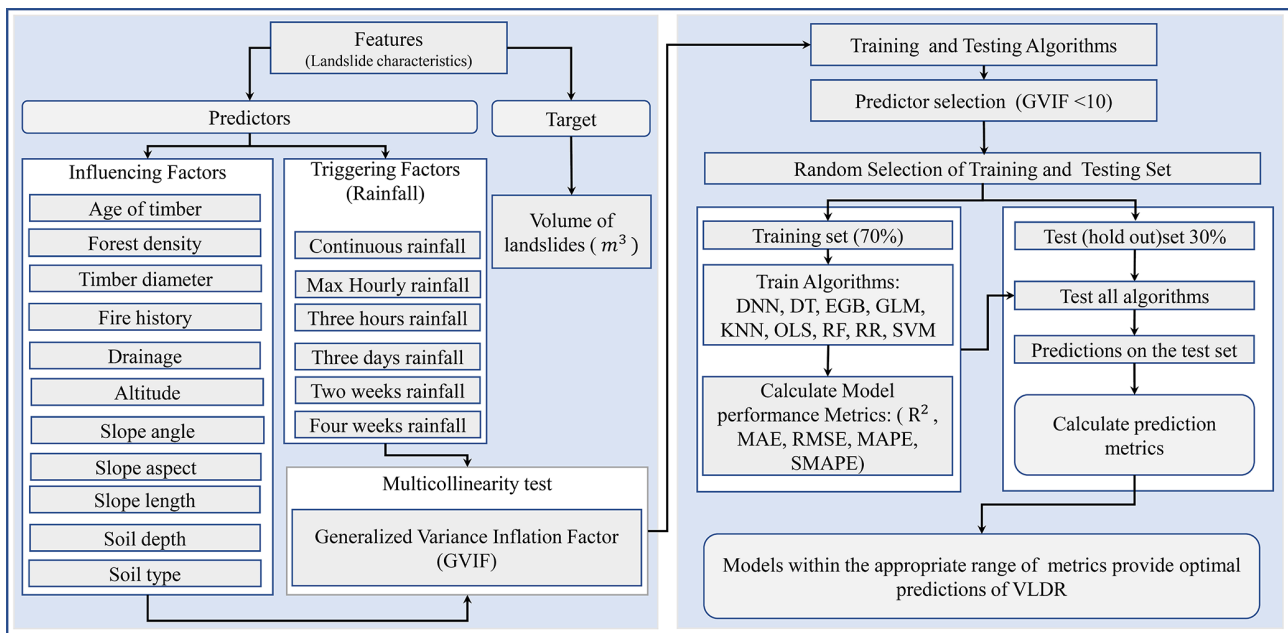 Features
(Landslide characteristics)
Predictors
Target
Influencing Factors
Age of timber
Forest density
Timber diameter
Fire history
Drainage
Altitude
Slope angle
Slope aspect
Slope length
Soil depth
Soil type
Triggering Factors
(Rainfall)
Continuous rainfall
Max Hourly rainfall
Three hours rainfall
Three days rainfall
Two weeks rainfall
Four weeks rainfall
Volume of
landslides ( m³ )
Multicollinearity test
Generalized Variance Inflation Factor
(GVIF)
Training and Testing Algorithms
Predictor selection (GVIF <10)
Random Selection of Training and Testing Set
Training set (70%)
Train Algorithms:
DNN, DT, EGB, GLM,
KNN, OLS, RF, RR, SVM
Calculate Model
performance Metrics: ( R² ,
MAE, RMSE, MAPE,
SMAPE)
Test (hold out)set 30%
Test all algorithms
Predictions on the test set
Calculate prediction
metrics
Models within the appropriate range of metrics provide optimal
predictions of VLDR